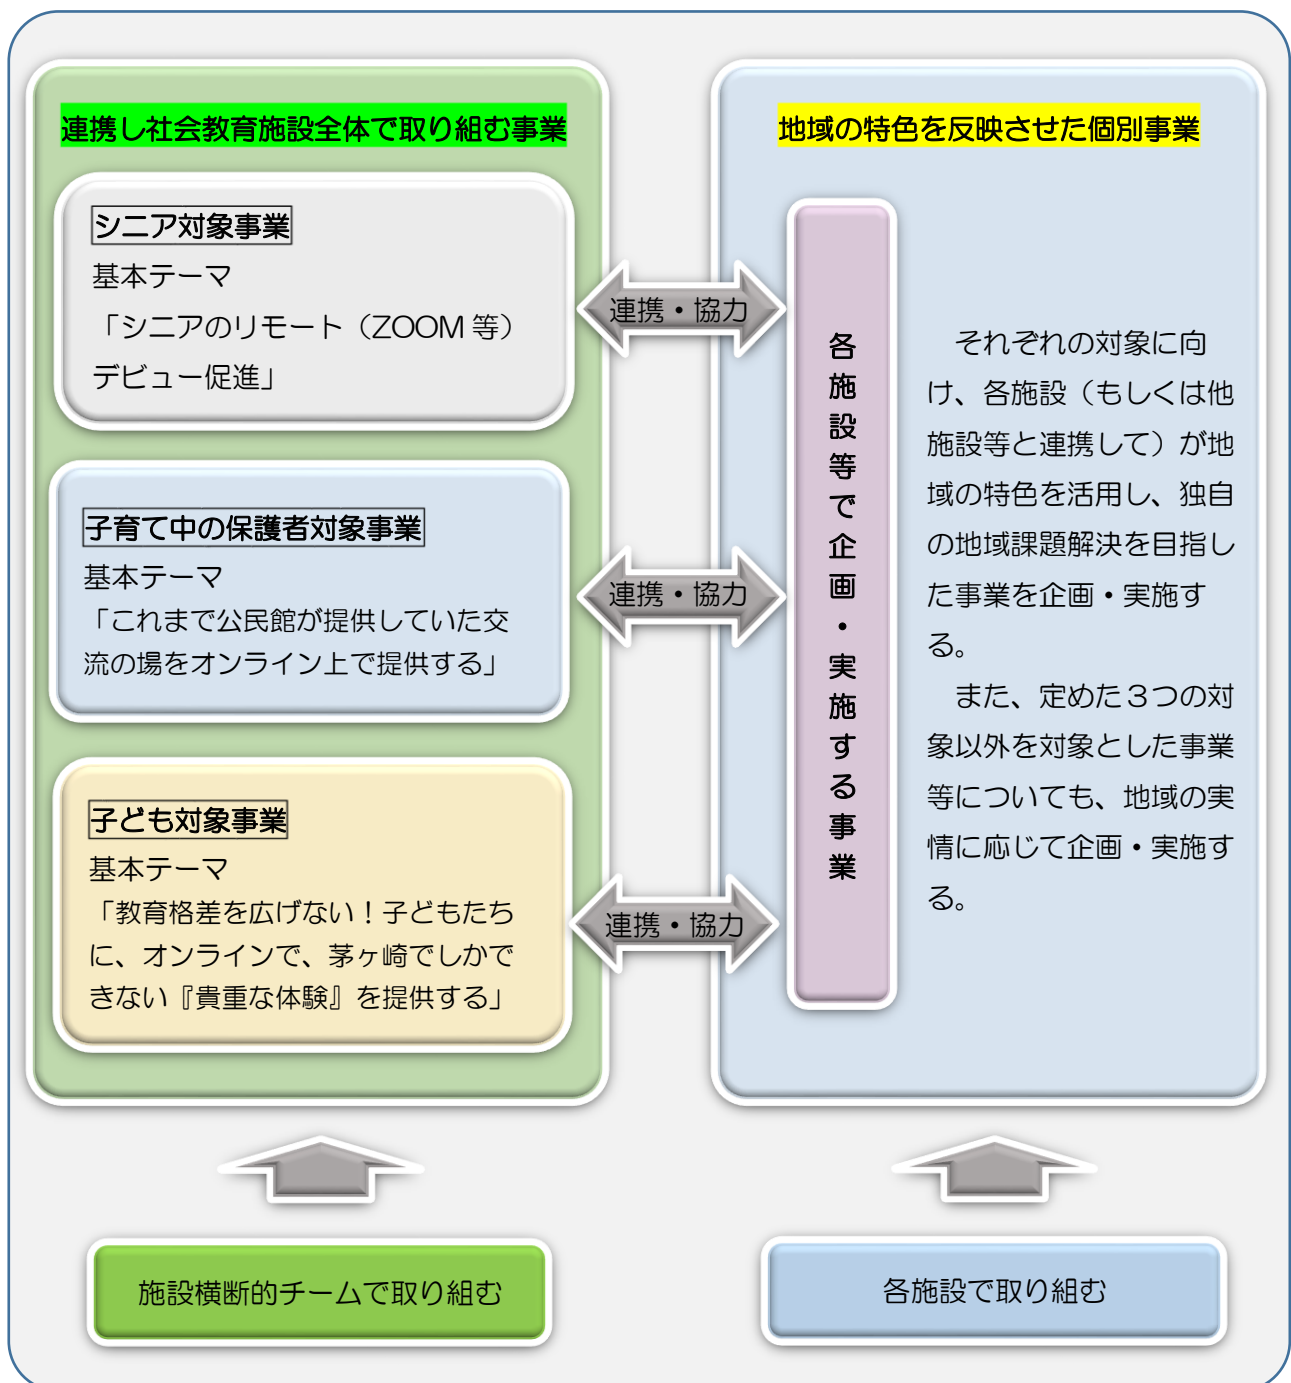 連携し社会教育施設全体で取り組む事業
シニア対象事業
基本テーマ
「シニアのリモート（ZOOM 等）
デビュー促進」
子育て中の保護者対象事業
基本テーマ
「これまで公民館が提供していた交
流の場をオンライン上で提供する」
子ども対象事業
基本テーマ
「教育格差を広げない！子どもたち
に、オンラインで、茅ヶ崎でしかで
きない『貴重な体験』を提供する」
連携・協力
連携・協力
連携・協力
地域の特色を反映させた個別事業
各施設等で企画・実施する事業
それぞれの対象に向
け、各施設（もしくは他
施設等と連携して）が地
域の特色を活用し、独自
の地域課題解決を目指し
た事業を企画・実施す
る。
また、定めた３つの対
象以外を対象とした事業
等についても、地域の実
情に応じて企画・実施す
る。
施設横断的チームで取り組む
各施設で取り組む